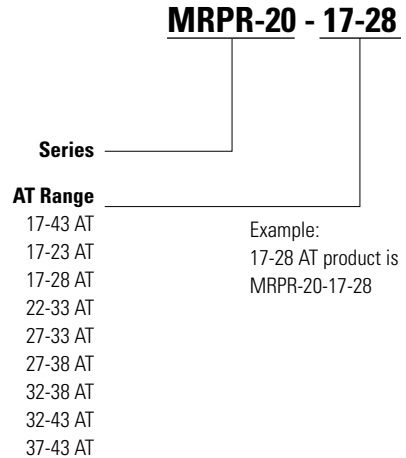 MRPR-20 - 17-28
Series
AT Range
17-43 AT
17-23 AT
17-28 AT
22-33 AT
27-33 AT
27-38 AT
32-38 AT
32-43 AT
37-43 AT
Example:
17-28 AT product is
MRPR-20-17-28